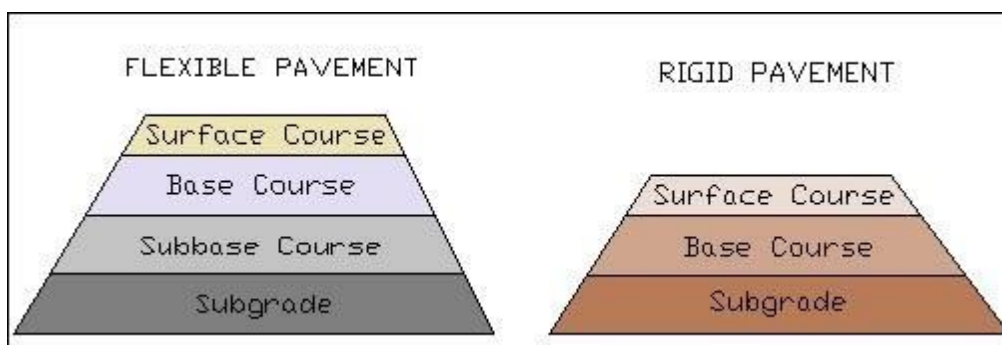 FLEXIBLE PAVEMENT
Surface Course
Base Course
Subbase Course
Subgrade
RIGID PAVEMENT
Surface Course
Base Course
Subgrade